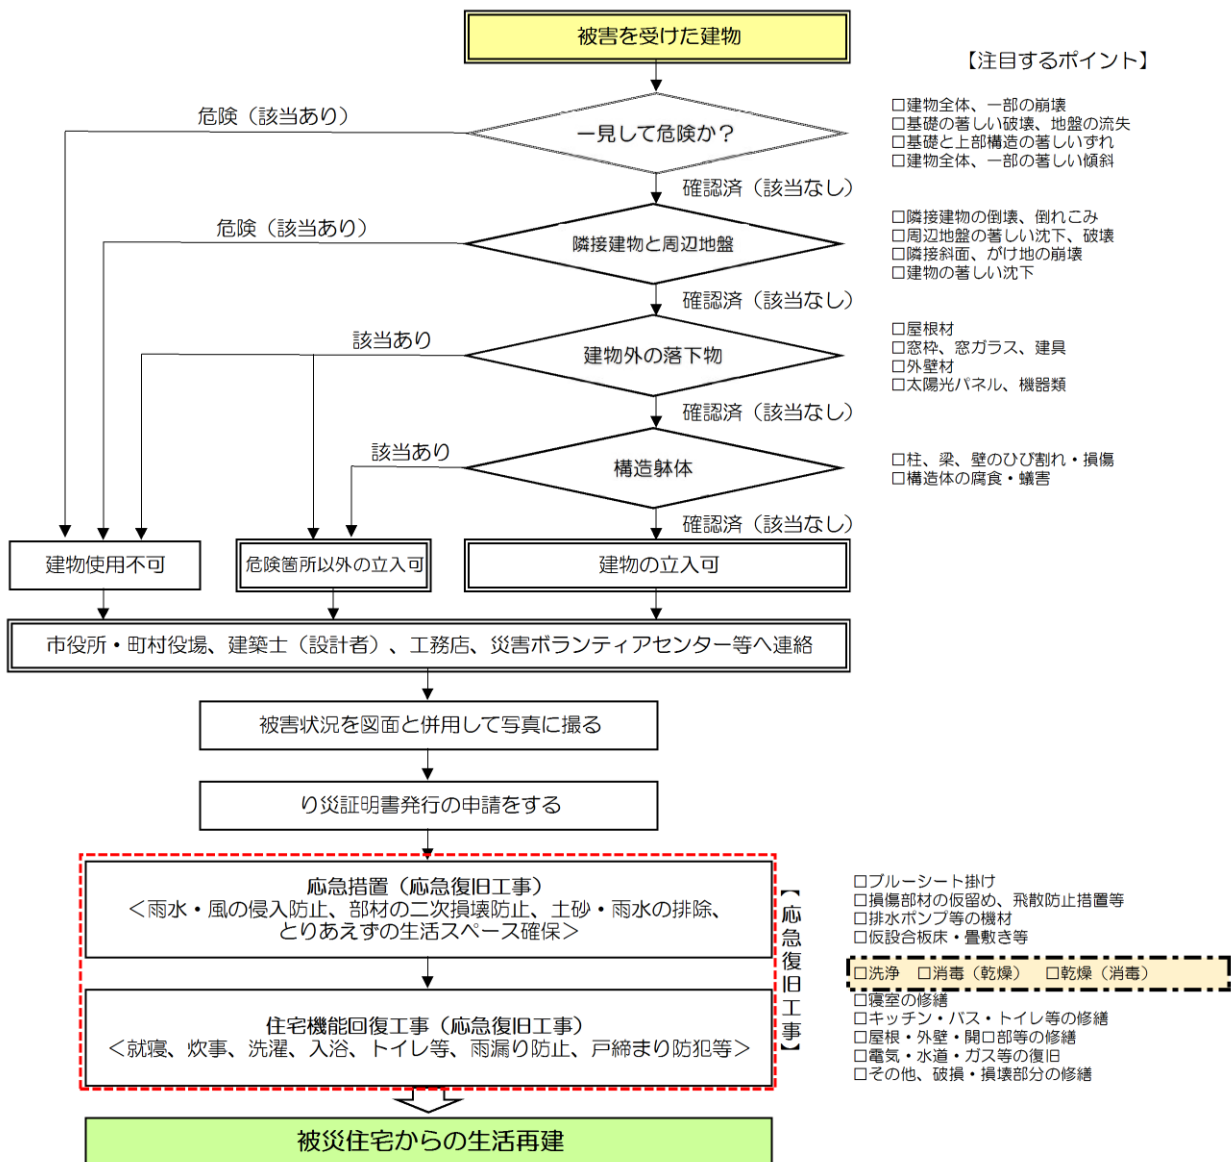 被害を受けた建物
【注目するポイント】
危険（該当あり）
一見して危険か？
□建物全体、一部の崩壊
□基礎の著しい破壊、地盤の流失
□基礎と上部構造の著しいずれ
□建物全体、一部の著しい傾斜
確認済（該当なし）
危険（該当あり）
隣接建物と周辺地盤
□隣接建物の倒壊、倒れこみ
□周辺地盤の著しい沈下、破壊
□隣接斜面、がけ地の崩壊
□建物の著しい沈下
確認済（該当なし）
該当あり
建物外の落下物
□屋根材
□窓枠、窓ガラス、建具
□外壁材
□太陽光パネル、機器類
確認済（該当なし）
該当あり
構造躰体
□柱、梁、壁のひび割れ・損傷
□構造体の腐食・蟻害
確認済（該当なし）
建物使用不可
危険箇所以外の立入可
建物の立入可
市役所・町村役場、建築士（設計者）、工務店、災害ボランティアセンター等へ連絡
被害状況を図面と併用して写真に撮る
り災証明書発行の申請をする
応急措置（応急復旧工事）
＜雨水・風の侵入防止、部材の二次損壊防止、土砂・雨水の排除、
とりあえずの生活スペース確保＞
住宅機能回復工事（応急復旧工事）
＜就寝、炊事、洗濯、入浴、トイレ等、雨漏り防止、戸締まり防犯等＞
【応急復旧工事】
□ブルーシート掛け
□損傷部材の仮留め、飛散防止措置等
□排水ポンプ等の機材
□仮設合板床・畳敷き等
□洗浄　□消毒（乾燥）　□乾燥（消毒）
□寝室の修繕
□キッチン・バス・トイレ等の修繕
□屋根・外壁・開口部等の修繕
□電気・水道・ガス等の復旧
□その他、破損・損壊部分の修繕
被災住宅からの生活再建